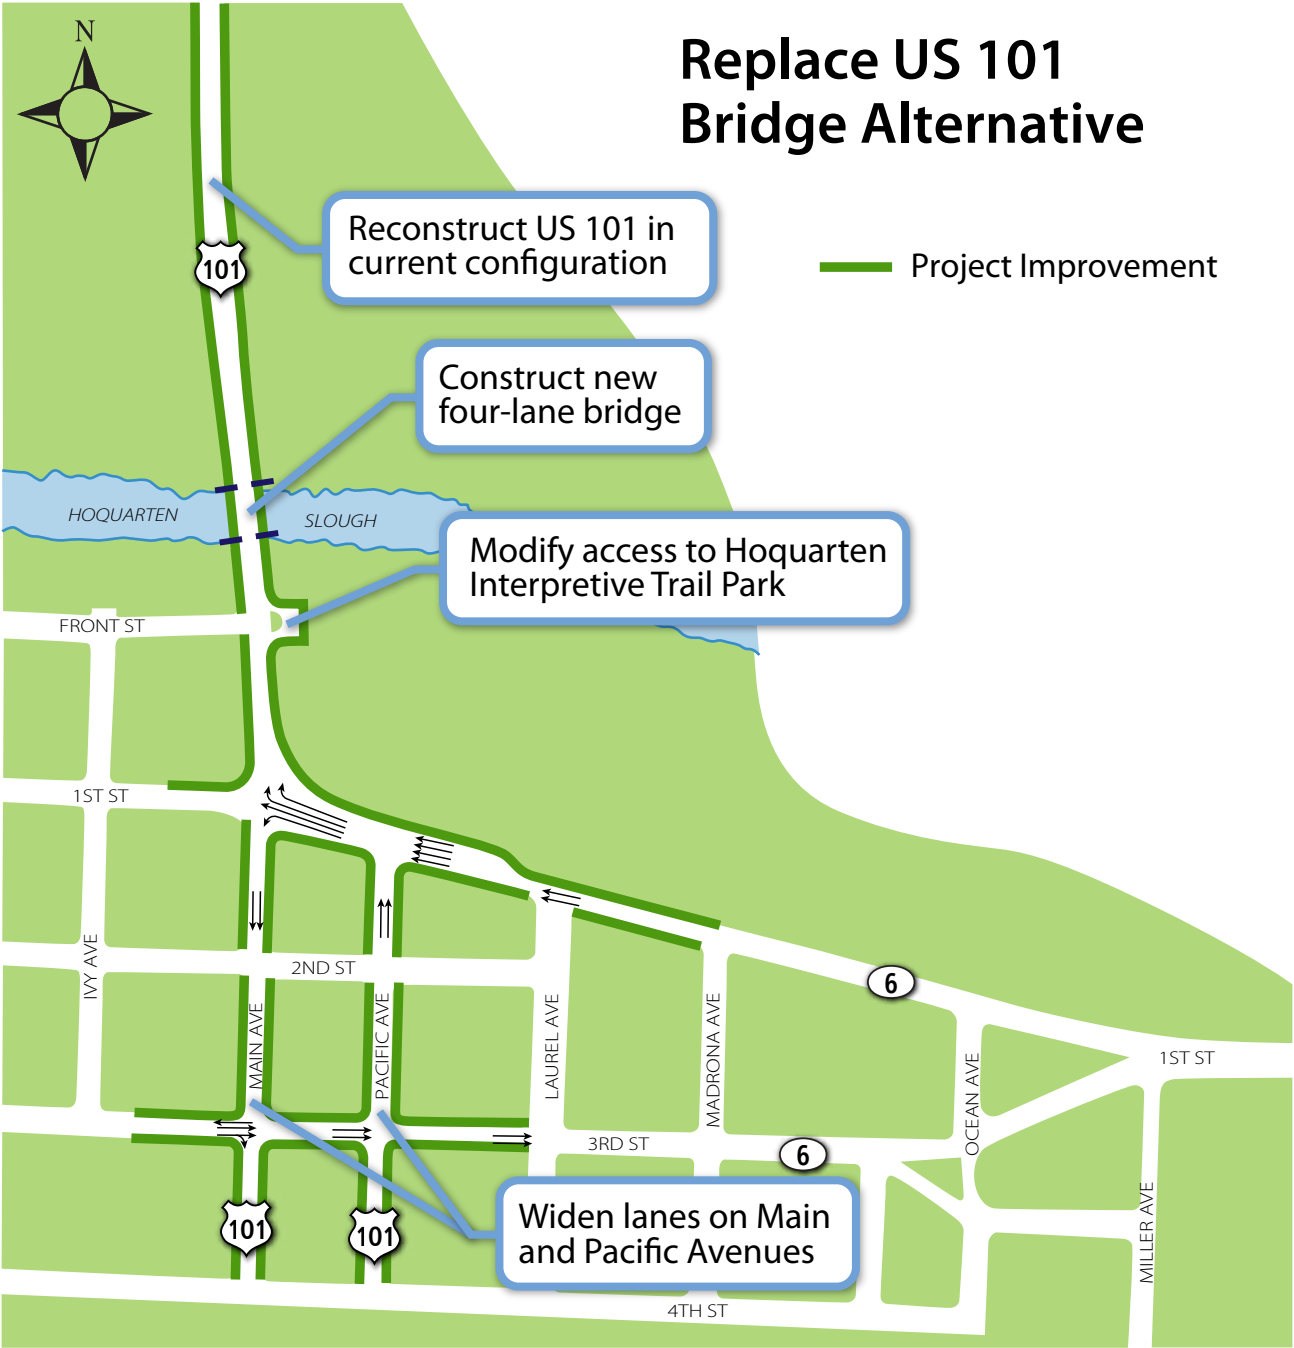 N
Replace US 101
Bridge Alternative
Reconstruct US 101 in
current configuration
101
Project Improvement
Construct new
four-lane bridge
HOQUARTEN
SLOUGH
Modify access to Hoquarten
Interpretive Trail Park
FRONT ST
1ST ST
IVY AVE
2ND ST
6
MAIN AVE
PACIFIC AVE
LAUREL AVE
MADRONA AVE
OCEAN AVE
1ST ST
3RD ST
6
MILLER AVE
101
101
Widen lanes on Main
and Pacific Avenues
4TH ST